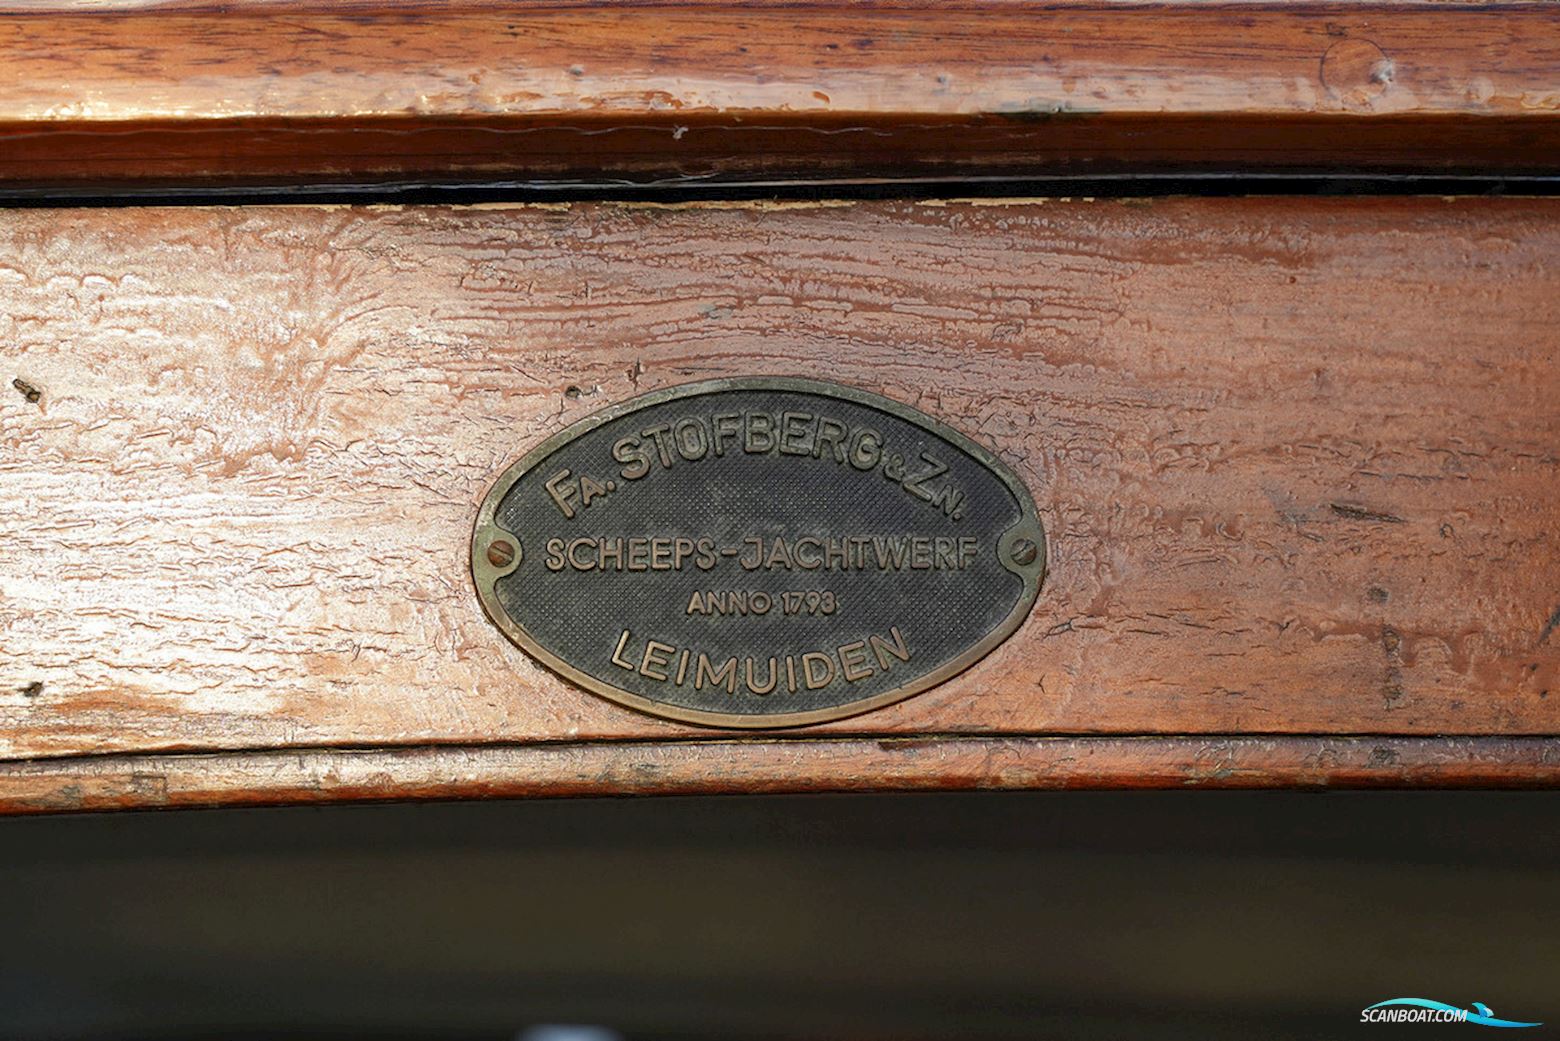 FA. STOFBERG & ZN.
SCHEEPS-JACHTWERF
ANNO 1793
LEIMUIDEN
SCANBOAT.COM